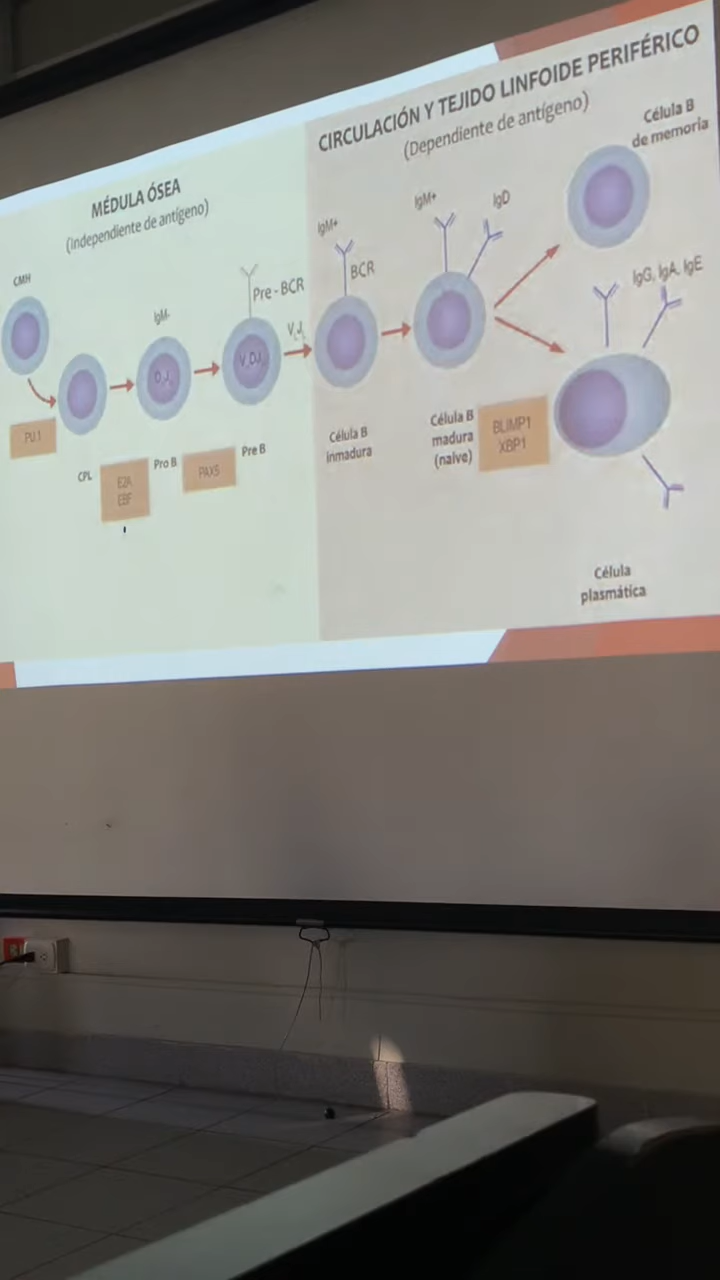 MÉDULA ÓSEA
(Independiente de antígeno)
CMH
PU.1
CPL
E2A
EBF
IgM-
Pro B
PAX5
Pre - BCR
Pre B
CIRCULACIÓN Y TEJIDO LINFOIDE PERIFÉRICO
(Dependiente de antígeno)
IgM+
BCR
Célula B
inmadura
IgM+
IgD
Célula B
madura
(naive)
BLIMP1
XBP1
Célula B
de memoria
IgG, IgA, IgE
Célula
plasmática